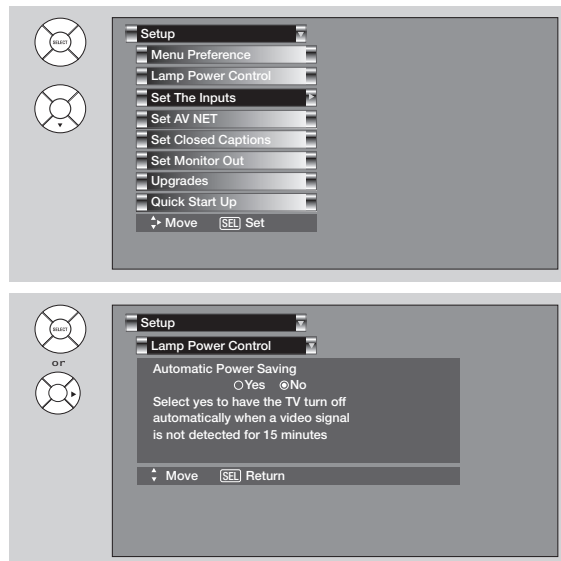 SELECT
Setup
Menu Preference
Lamp Power Control
Set The Inputs
Set AV NET
Set Closed Captions
Set Monitor Out
Upgrades
Quick Start Up
Move SEL Set
SELECT
or
Setup
Lamp Power Control
Automatic Power Saving
Yes No
Select yes to have the TV turn off
automatically when a video signal
is not detected for 15 minutes
Move SEL Return